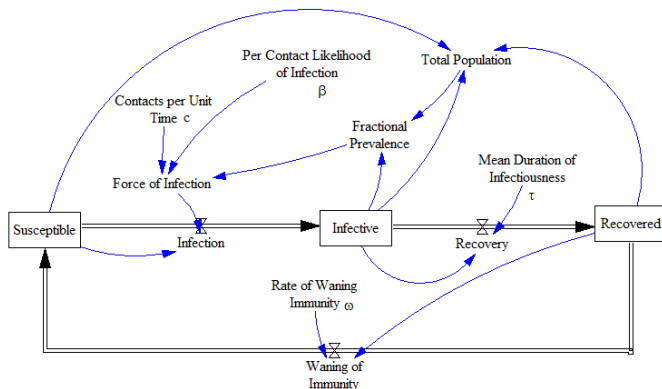 Per Contact Likelihood
of Infection
β
Total Population
Contacts per Unit
Time c
Fractional
Prevalence
Mean Duration of
Infectiousness
τ
Force of Infection
Susceptible
Infection
Infective
Recovery
Recovered
Rate of Waning
Immunity ω
Waning of
Immunity